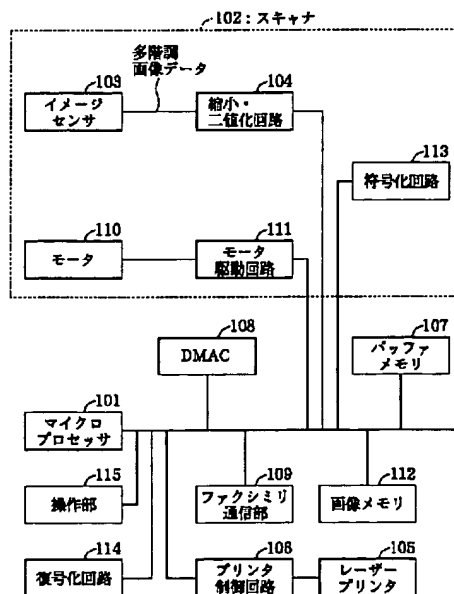 102:スキャナ
多階調
画像データ
103
イメージ
センサ
104
縮小・
二値化回路
113
符号化回路
110
モータ
111
モータ
駆動回路
108
DMAC
107
バッファ
メモリ
101
マイクロ
プロセッサ
115
操作部
109
ファクシミリ
通信部
112
画像メモリ
114
復号化回路
106
プリンタ
制御回路
105
レーザー
プリンタ